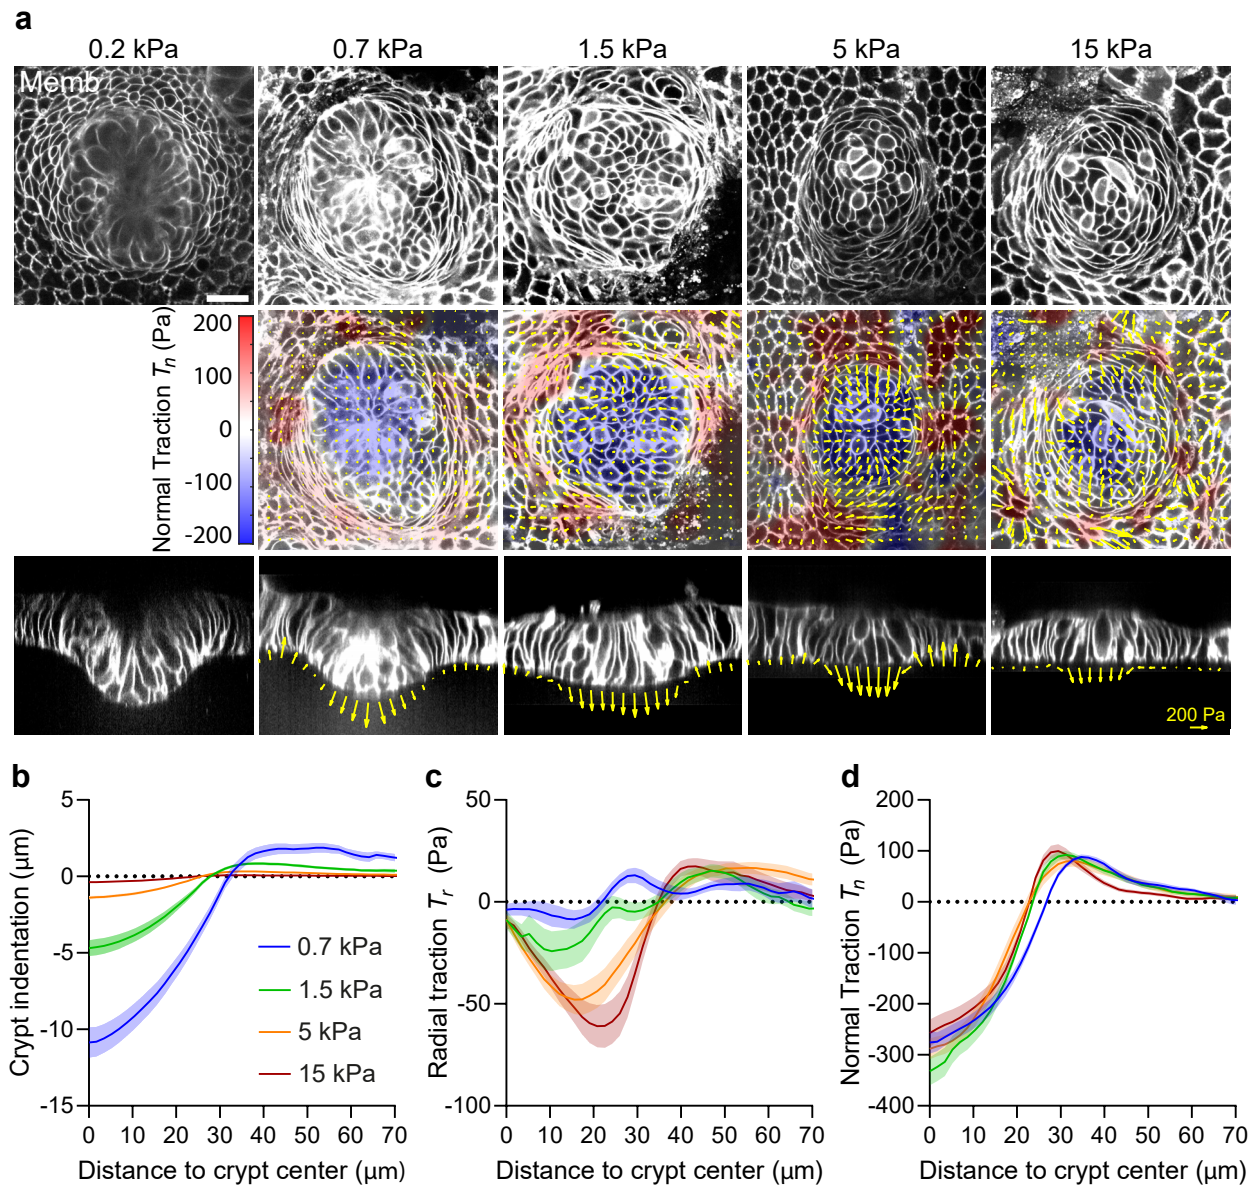 a
0.2 kPa 0.7 kPa 1.5 kPa 5 kPa 15 kPa
Memb
Normal Traction Tn (Pa)
200
100
0
-100
-200
200 Pa
b
Crypt indentation (µm)
5
0
-5
-10
-15
0.7 kPa
1.5 kPa
5 kPa
15 kPa
0 10 20 30 40 50 60 70
Distance to crypt center (µm)
c
Radial traction Tr (Pa)
50
0
-50
-100
0 10 20 30 40 50 60 70
Distance to crypt center (µm)
d
Normal Traction Tn (Pa)
200
100
0
-100
-200
-300
-400
0 10 20 30 40 50 60 70
Distance to crypt center (µm)